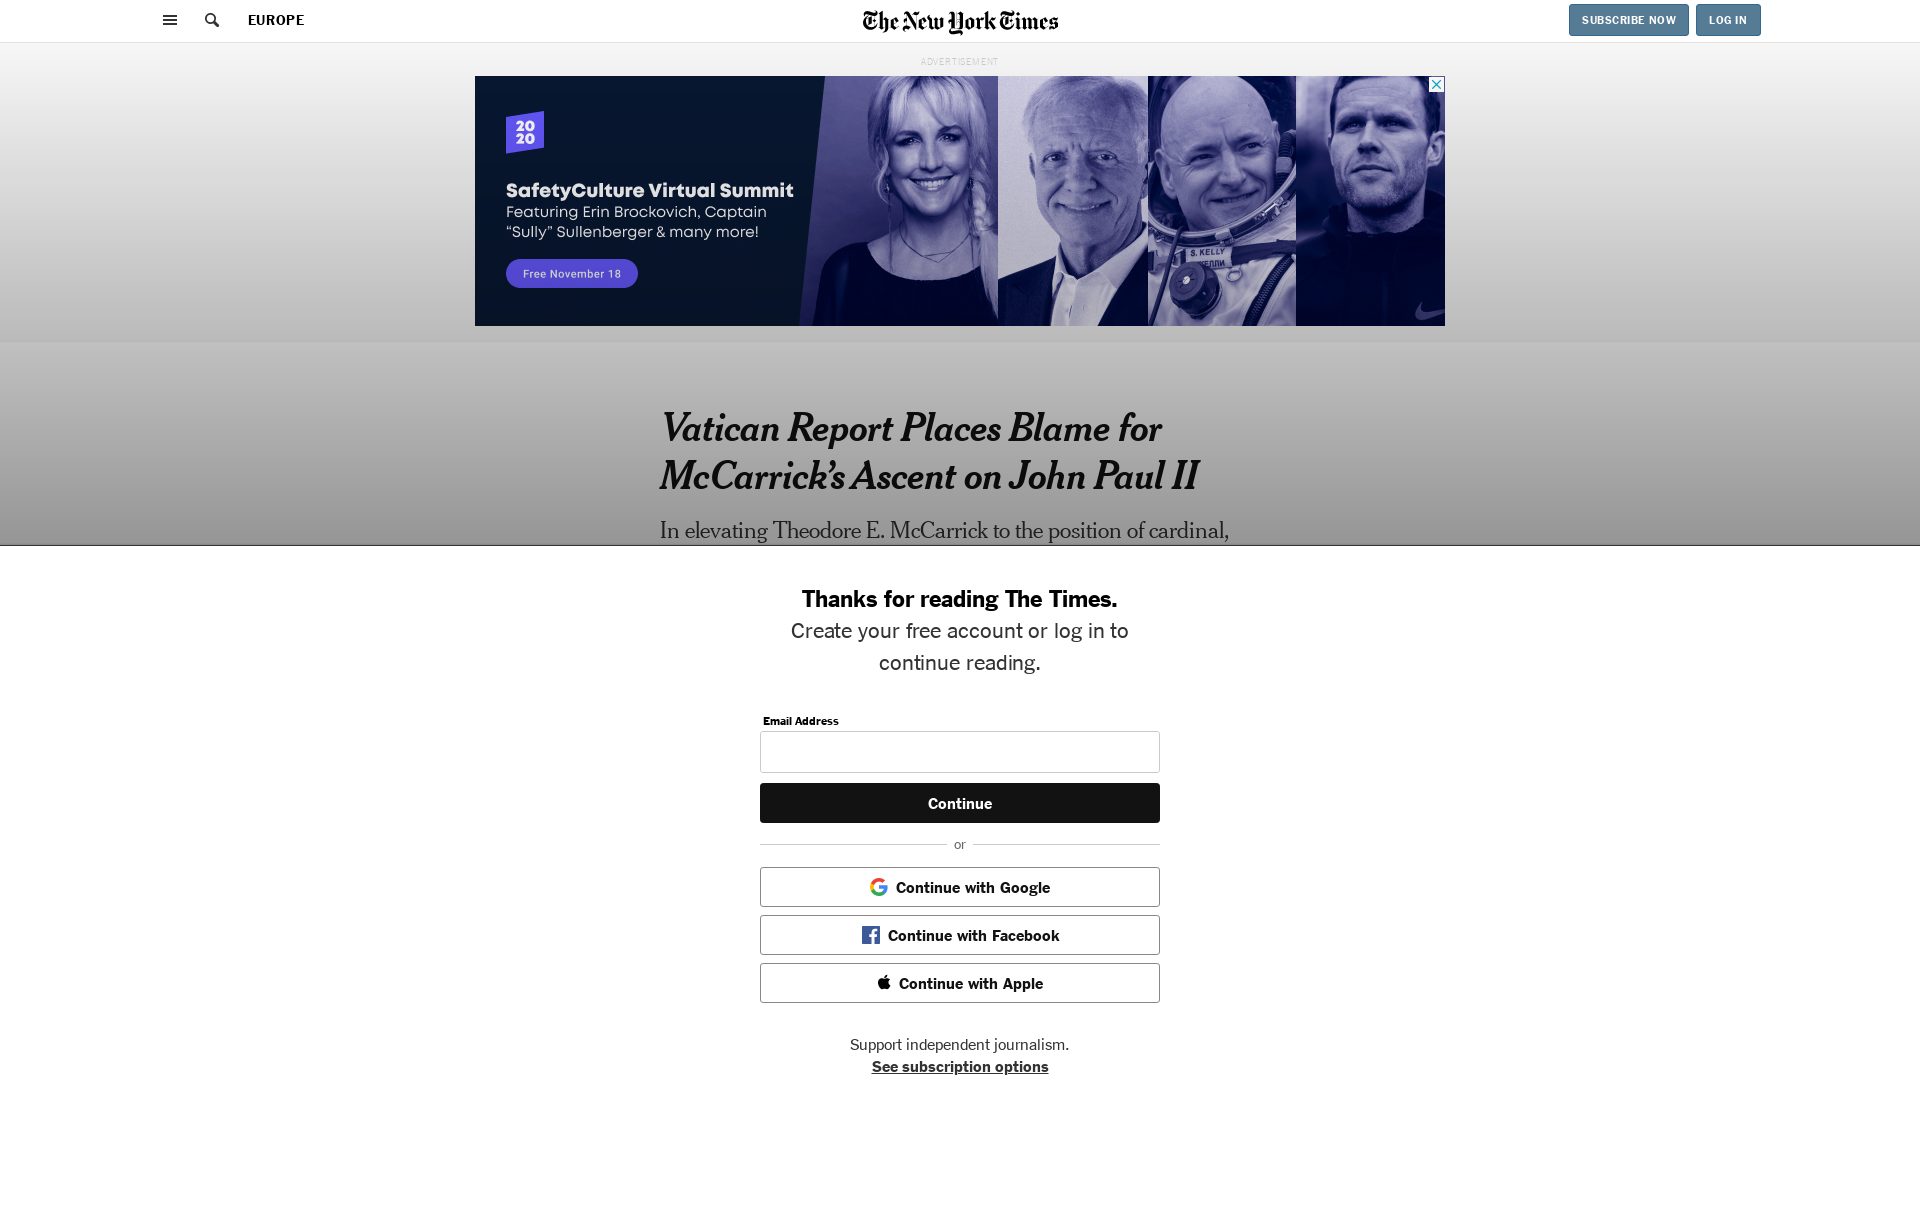 EUROPE
The New York Times
SUBSCRIBE NOW
LOG IN
ADVERTISEMENT
20
20
SafetyCulture Virtual Summit
Featuring Erin Brockovich, Captain
“Sully” Sullenberger & many more!
Free November 18
S. KELLY
Vatican Report Places Blame for
McCarrick’s Ascent on John Paul II
In elevating Theodore E. McCarrick to the position of cardinal,
Thanks for reading The Times.
Create your free account or log in to
continue reading.
Email Address
Continue
or
Continue with Google
Continue with Facebook
Continue with Apple
Support independent journalism.
See subscription options